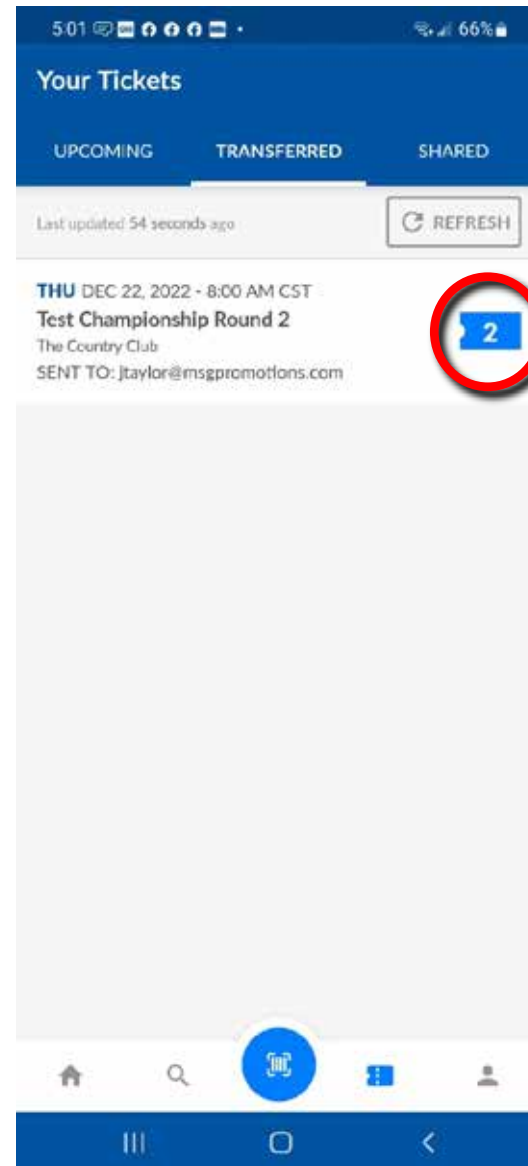 5:01 66%
Your Tickets
UPCOMING TRANSFERRED SHARED
Last updated 54 seconds ago REFRESH
THU DEC 22, 2022 - 8:00 AM CST
Test Championship Round 2
2
The Country Club
SENT TO: jtaylor@msgpromotions.com